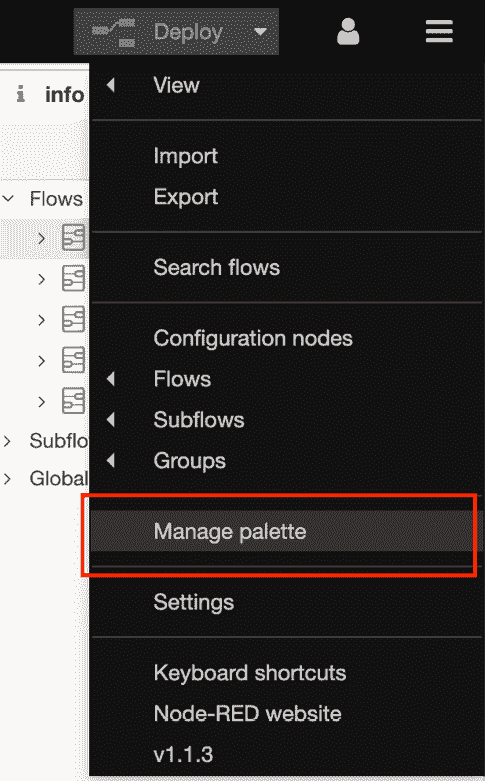 Deploy
info
View
Import
Export
Flows
Search flows
Configuration nodes
Flows
Subflows
Subflo
Groups
Global
Manage palette
Settings
Keyboard shortcuts
Node-RED website
v1.1.3